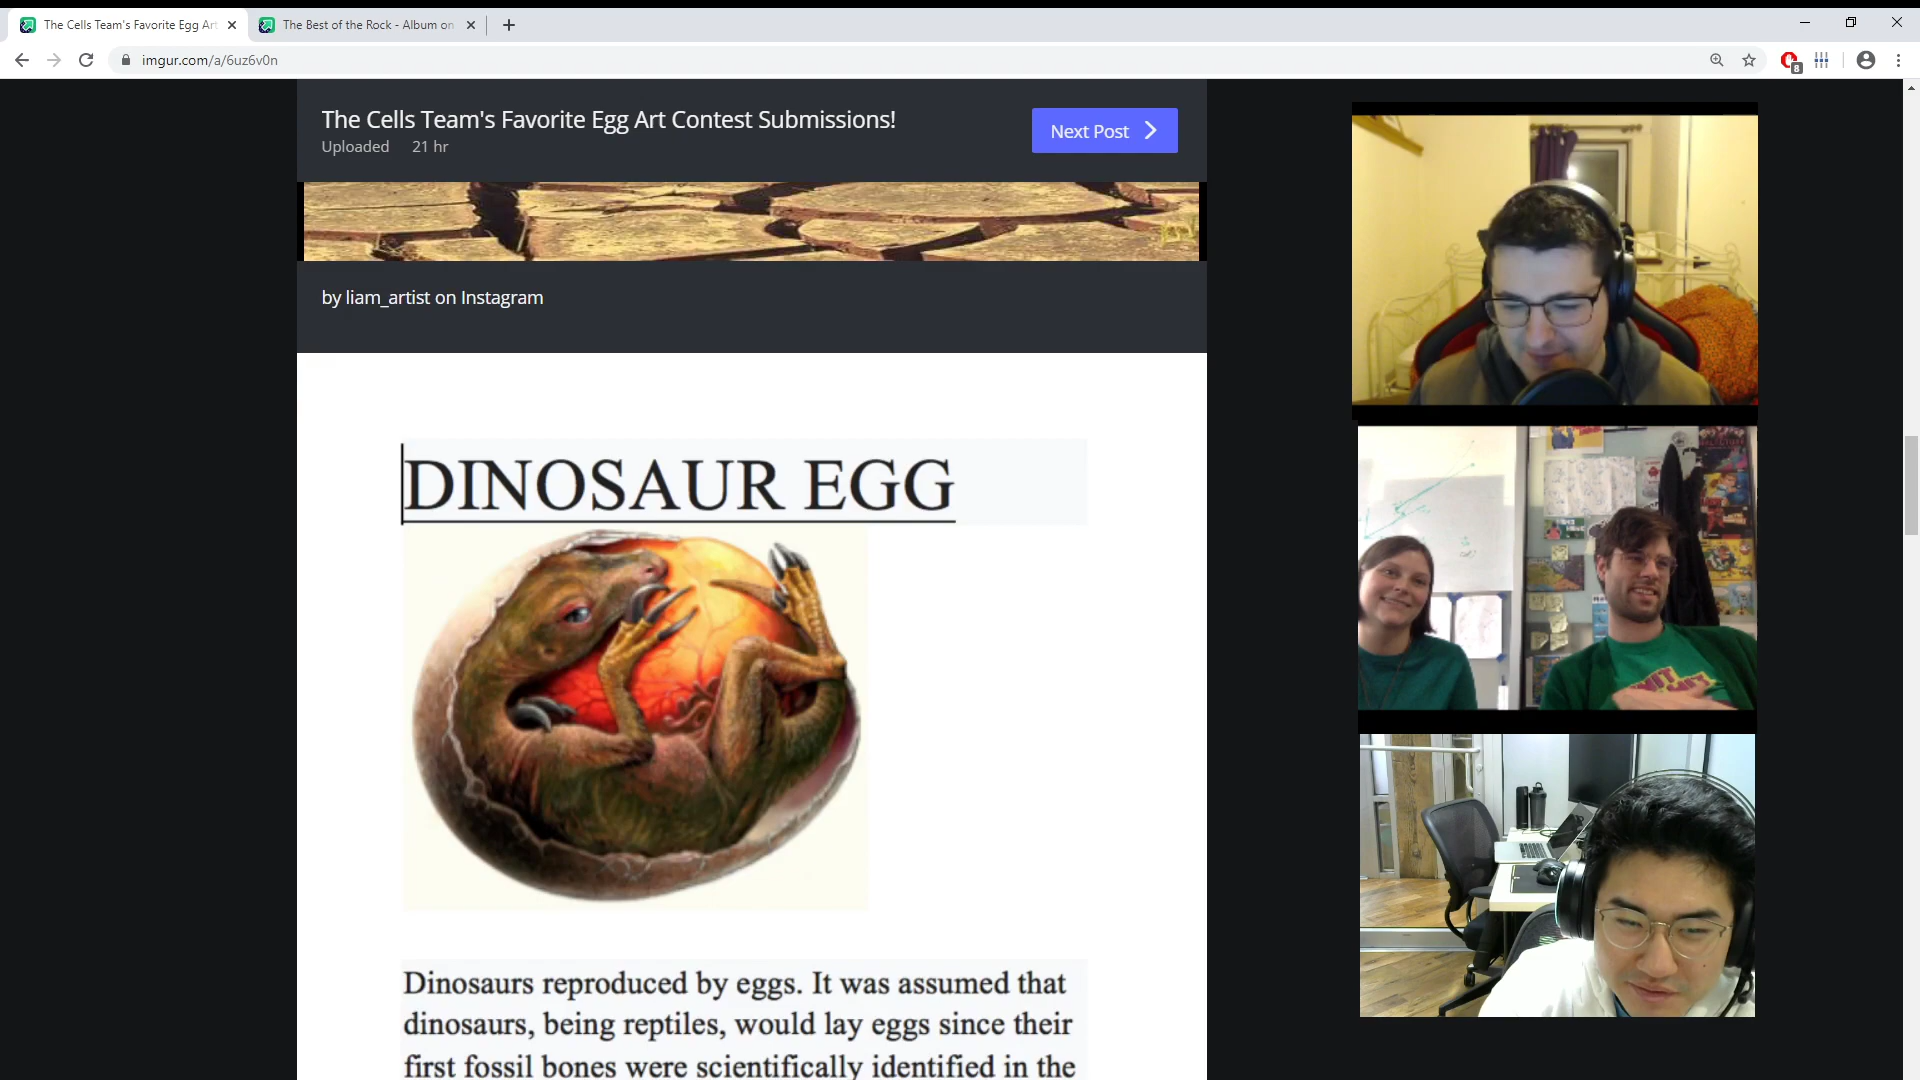 The Cells Team's Favorite Egg Art
The Best of the Rock - Album on
imgur.com/a/6uz6v0n
8
The Cells Team's Favorite Egg Art Contest Submissions!
Uploaded 21 hr
Next Post
by liam_artist on Instagram
DINOSAUR EGG
Dinosaurs reproduced by eggs. It was assumed that
dinosaurs, being reptiles, would lay eggs since their
first fossil bones were scientifically identified in the